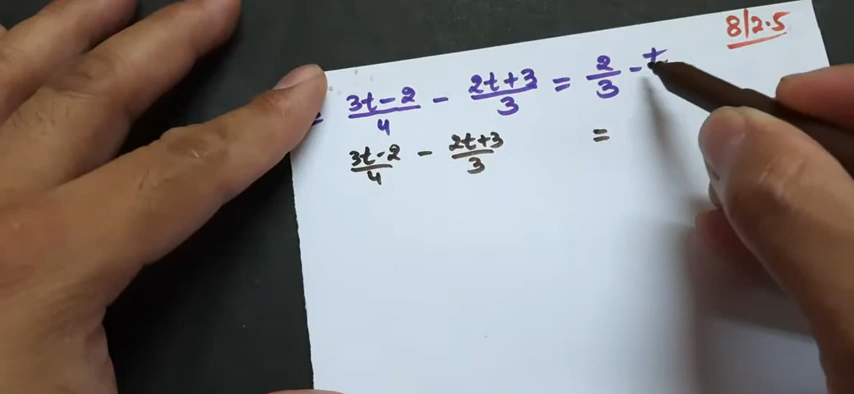 8/2.5
= (3t-2)/4 - (2t+3)/3 = 2/3 - t
(3t-2)/4 - (2t+3)/3 =